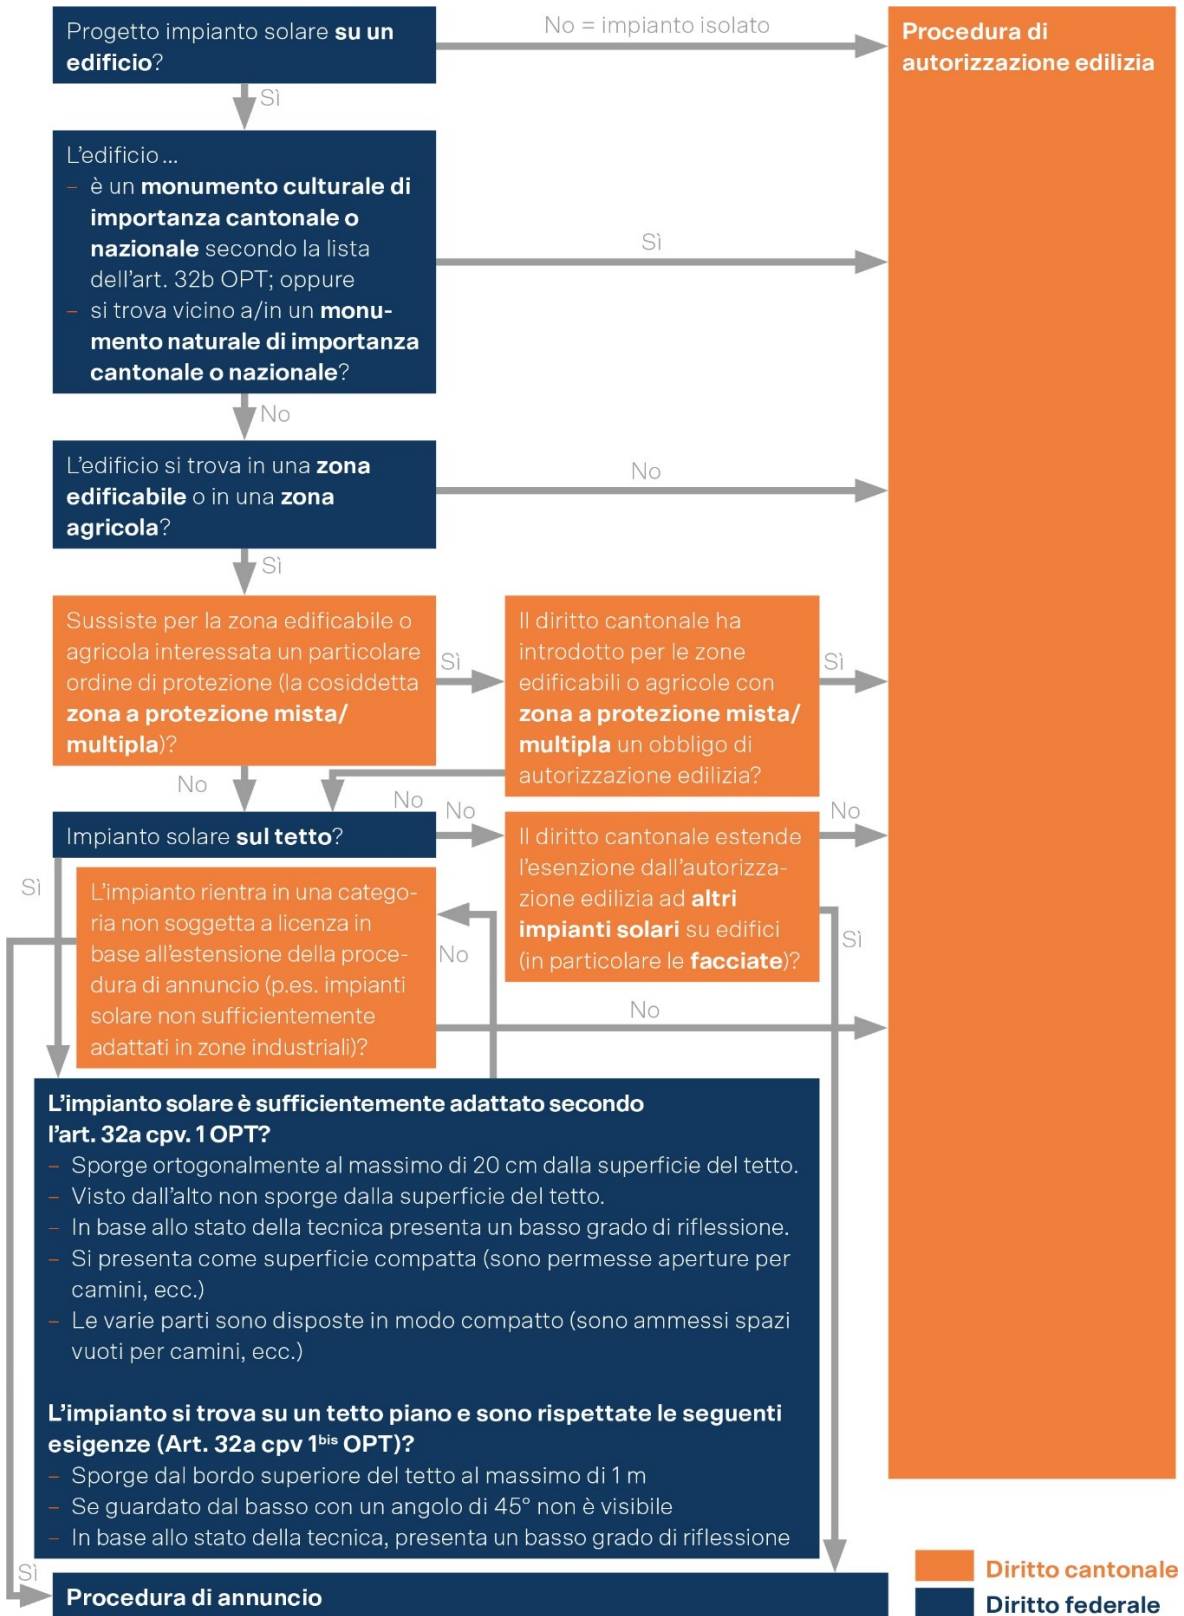 Progetto impianto solare su un
edificio?
No = impianto isolato
Procedura di
autorizzazione edilizia
Sì
L'edificio ...
– è un monumento culturale di
importanza cantonale o
nazionale secondo la lista
dell'art. 32b OPT; oppure
– si trova vicino a/in un monu-
mento naturale di importanza
cantonale o nazionale?
Sì
No
L'edificio si trova in una zona
edificabile o in una zona
agricola?
No
Sì
Sussiste per la zona edificabile o
agricola interessata un particolare
ordine di protezione (la cosiddetta
zona a protezione mista/
multipla)?
Sì
Il diritto cantonale ha
introdotto per le zone
edificabili o agricole con
zona a protezione mista/
multipla un obbligo di
autorizzazione edilizia?
Sì
No
No
Impianto solare sul tetto?
No
Il diritto cantonale estende
l'esenzione dall'autorizza-
zione edilizia ad altri
impianti solari su edifici
(in particolare le facciate)?
No
Sì
Sì
L'impianto rientra in una catego-
ria non soggetta a licenza in
base all'estensione della proce-
dura di annuncio (p.es. impianti
solare non sufficientemente
adattati in zone industriali)?
No
No
L'impianto solare è sufficientemente adattato secondo
l'art. 32a cpv. 1 OPT?
– Sporge ortogonalmente al massimo di 20 cm dalla superficie del tetto.
– Visto dall'alto non sporge dalla superficie del tetto.
– In base allo stato della tecnica presenta un basso grado di riflessione.
– Si presenta come superficie compatta (sono permesse aperture per
camini, ecc.)
– Le varie parti sono disposte in modo compatto (sono ammessi spazi
vuoti per camini, ecc.)
L'impianto si trova su un tetto piano e sono rispettate le seguenti
esigenze (Art. 32a cpv 1bis OPT)?
– Sporge dal bordo superiore del tetto al massimo di 1 m
– Se guardato dal basso con un angolo di 45° non è visibile
– In base allo stato della tecnica, presenta un basso grado di riflessione
Sì
Procedura di annuncio
Diritto cantonale
Diritto federale